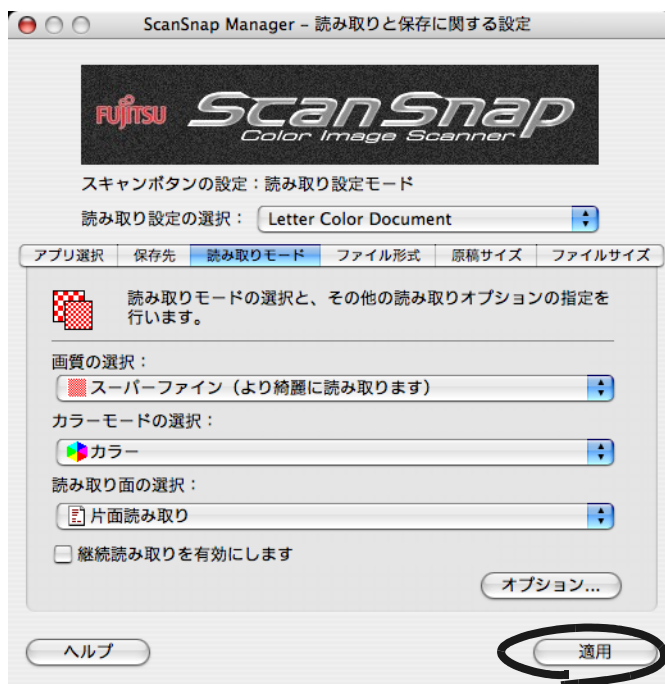 ScanSnap Manager – 読み取りと保存に関する設定
FUJITSU ScanSnap
Color Image Scanner
スキャンボタンの設定：読み取り設定モード
読み取り設定の選択： Letter Color Document
アプリ選択 保存先 読み取りモード ファイル形式 原稿サイズ ファイルサイズ
読み取りモードの選択と、その他の読み取りオプションの指定を
行います。
画質の選択：
スーパーファイン（より綺麗に読み取ります）
カラーモードの選択：
カラー
読み取り面の選択：
片面読み取り
継続読み取りを有効にします
オプション...
ヘルプ 適用